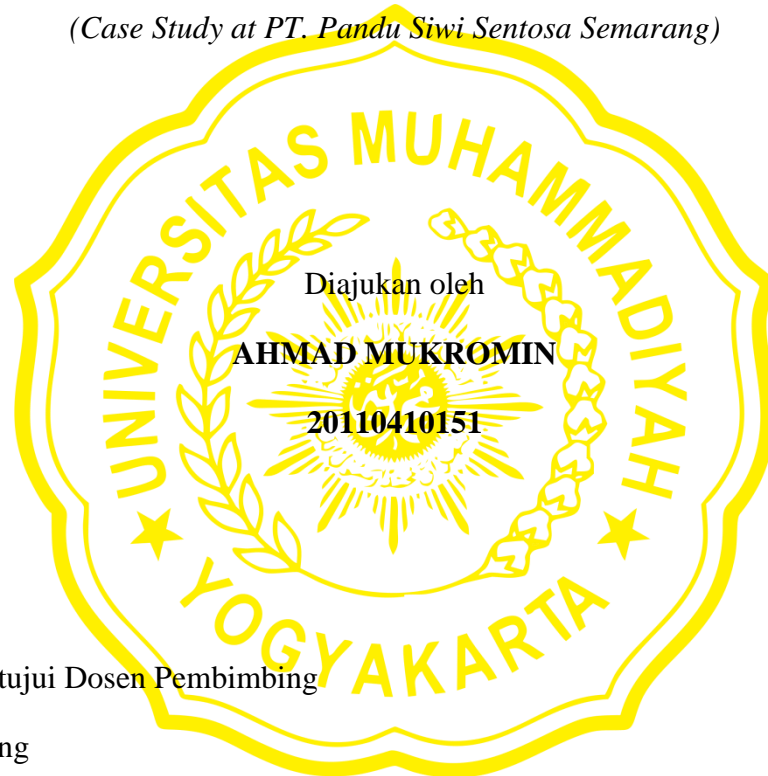 (Case Study at PT. Pandu Siwi Sentosa Semarang)
UNIVERSITAS MUHAMMADIYAH
Diajukan oleh
AHMAD MUKROMIN
20110410151
YOGYAKARTA
tujui Dosen Pembimbing
ng